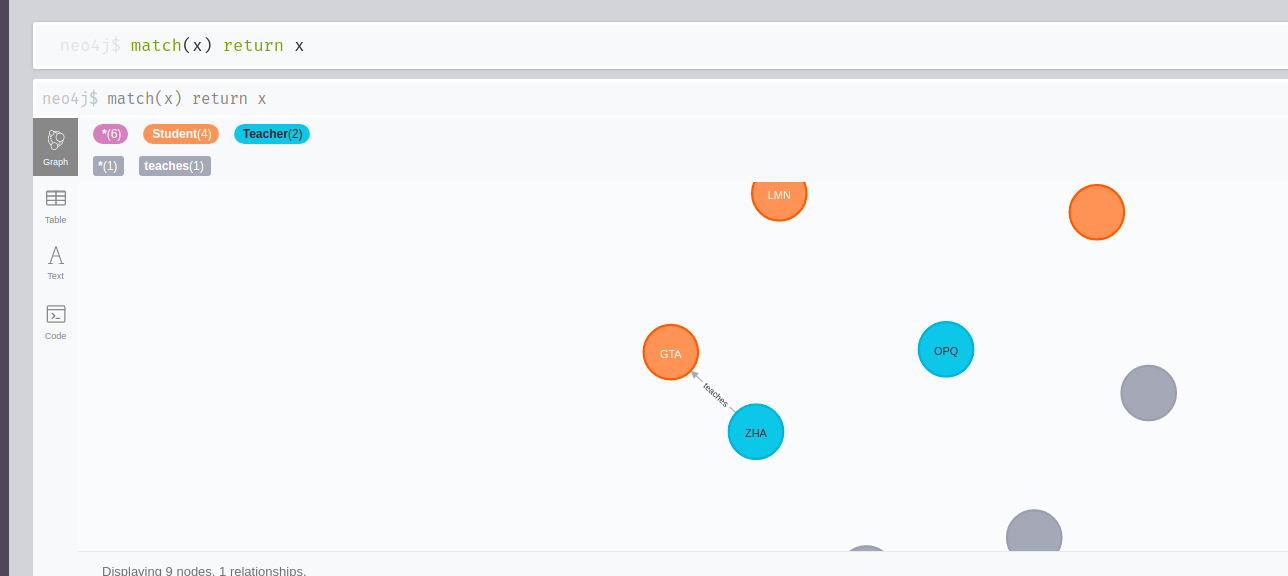 neo4j$ match(x) return x
neo4j$ match(x) return x
*(6) Student(4) Teacher(2)
Graph
*(1) teaches(1)
Table
Text
Code
LMN
GTA
OPQ
teaches
ZHA
Displaying 9 nodes, 1 relationships.